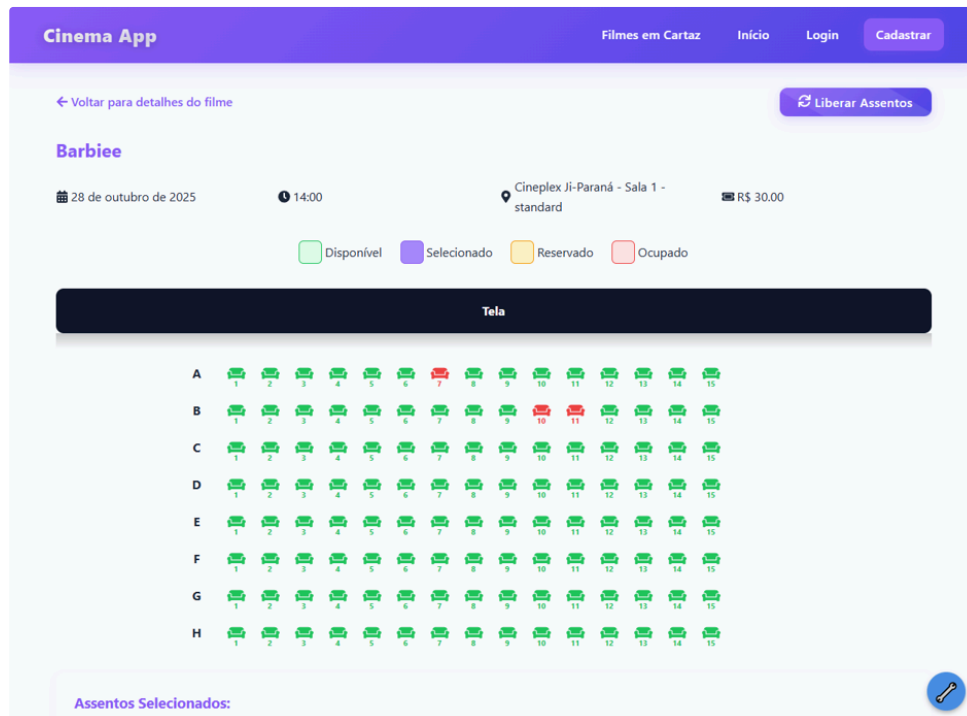 Cinema App
Filmes em Cartaz Início Login Cadastrar
Voltar para detalhes do filme
Liberar Assentos
Barbiee
28 de outubro de 2025
14:00
Cineplex Ji-Paraná - Sala 1 -
standard
R$ 30.00
Disponível Selecionado Reservado Ocupado
Tela
A
1 2 3 4 5 6 7 8 9 10 11 12 13 14 15
B
1 2 3 4 5 6 7 8 9 10 11 12 13 14 15
C
1 2 3 4 5 6 7 8 9 10 11 12 13 14 15
D
1 2 3 4 5 6 7 8 9 10 11 12 13 14 15
E
1 2 3 4 5 6 7 8 9 10 11 12 13 14 15
F
1 2 3 4 5 6 7 8 9 10 11 12 13 14 15
G
1 2 3 4 5 6 7 8 9 10 11 12 13 14 15
H
1 2 3 4 5 6 7 8 9 10 11 12 13 14 15
Assentos Selecionados: